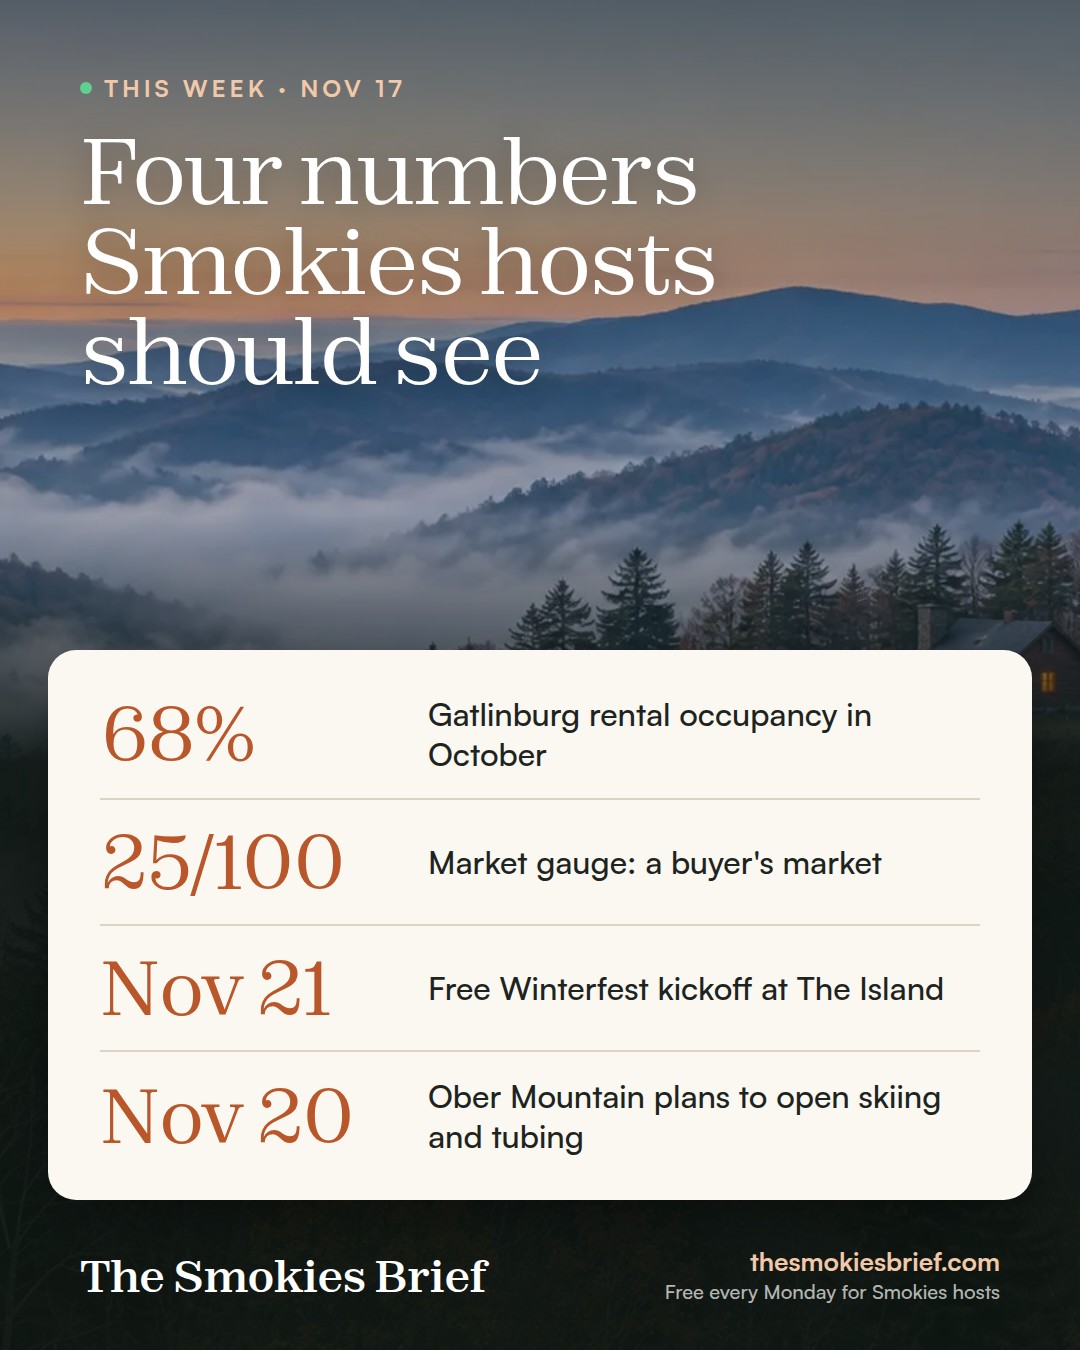 THIS WEEK • NOV 17
Four numbers
Smokies hosts
should see
68%
Gatlinburg rental occupancy in
October
25/100
Market gauge: a buyer's market
Nov 21
Free Winterfest kickoff at The Island
Nov 20
Ober Mountain plans to open skiing
and tubing
The Smokies Brief
thesmokiesbrief.com
Free every Monday for Smokies hosts